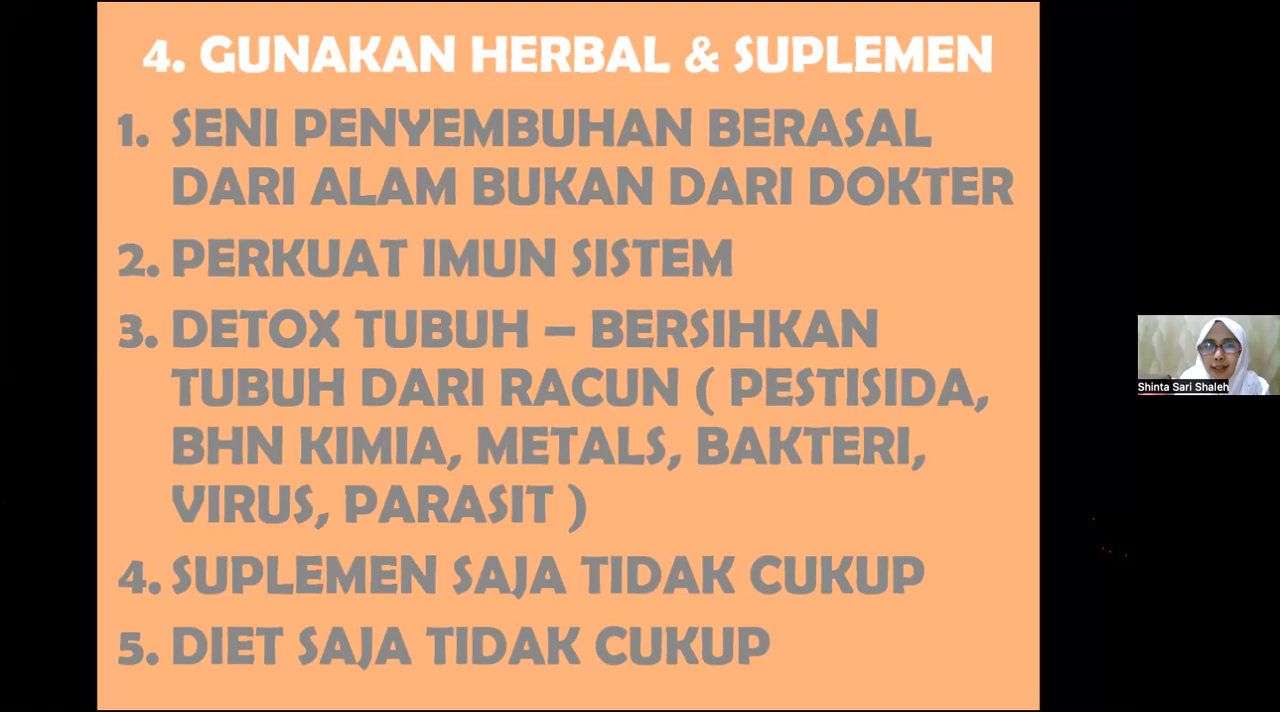 4. GUNAKAN HERBAL & SUPLEMEN
1. SENI PENYEMBUHAN BERASAL
DARI ALAM BUKAN DARI DOKTER
2. PERKUAT IMUN SISTEM
3. DETOX TUBUH – BERSIHKAN
TUBUH DARI RACUN ( PESTISIDA,
BHN KIMIA, METALS, BAKTERI,
VIRUS, PARASIT )
4. SUPLEMEN SAJA TIDAK CUKUP
5. DIET SAJA TIDAK CUKUP
Shinta Sari Shaleh